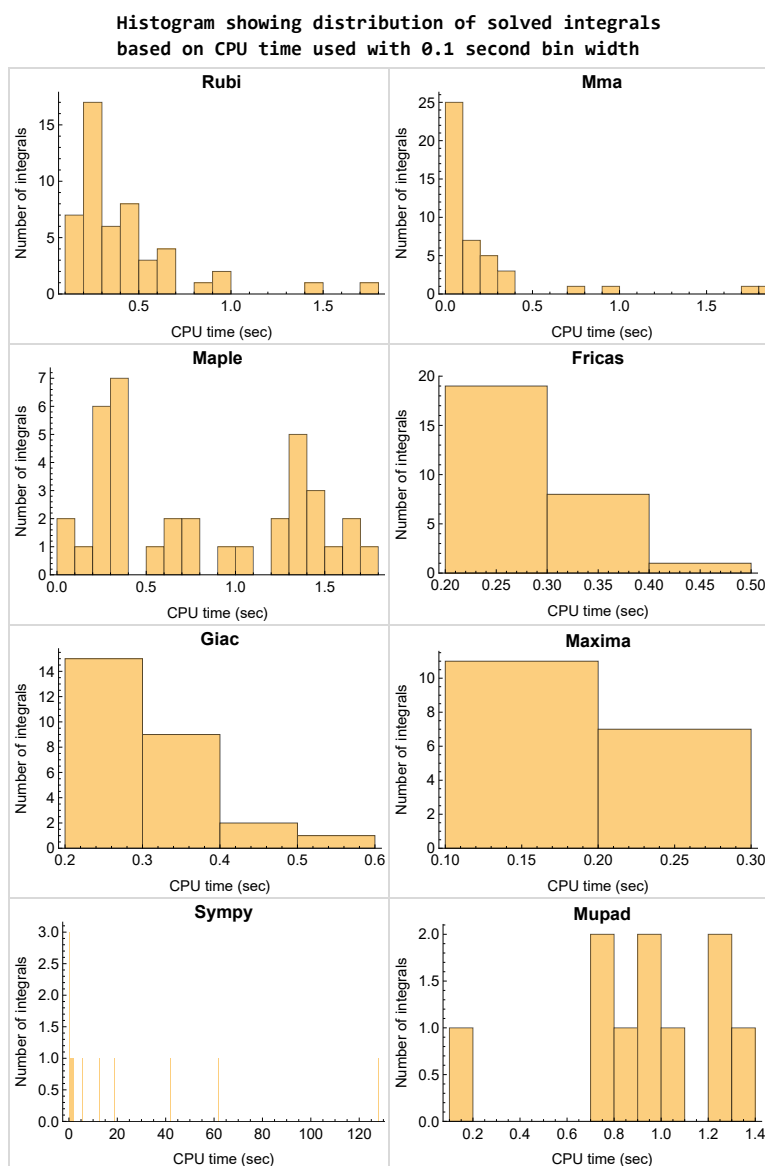 Histogram showing distribution of solved integrals
based on CPU time used with 0.1 second bin width
Rubi
Number of integrals
15
10
5
0
0.5 1.0 1.5
CPU time (sec)
Mma
Number of integrals
25
20
15
10
5
0
0.0 0.5 1.0 1.5
CPU time (sec)
Maple
Number of integrals
7
6
5
4
3
2
1
0
0.0 0.5 1.0 1.5
CPU time (sec)
Fricas
Number of integrals
20
15
10
5
0
0.20 0.25 0.30 0.35 0.40 0.45 0.50
CPU time (sec)
Giac
Number of integrals
14
12
10
8
6
4
2
0
0.2 0.3 0.4 0.5 0.6
CPU time (sec)
Maxima
Number of integrals
10
8
6
4
2
0
0.10 0.15 0.20 0.25 0.30
CPU time (sec)
Sympy
Number of integrals
3.0
2.5
2.0
1.5
1.0
0.5
0.0
0 20 40 60 80 100 120
CPU time (sec)
Mupad
Number of integrals
2.0
1.5
1.0
0.5
0.0
0.2 0.4 0.6 0.8 1.0 1.2 1.4
CPU time (sec)